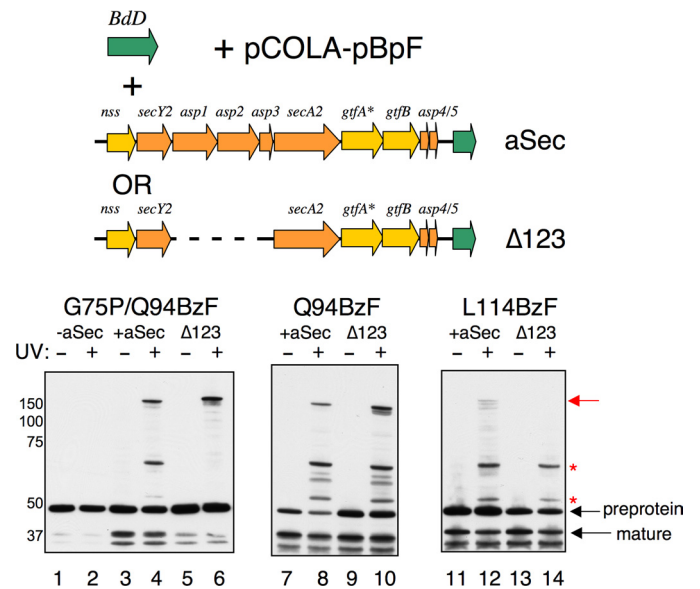 BdD
+ pCOLA-pBpF
+
nss secY2 asp1 asp2 asp3 secA2 gtfA* gtfB asp4/5
aSec
OR
nss secY2 secA2 gtfA* gtfB asp4/5
Δ123
G75P/Q94BzF Q94BzF L114BzF
-aSec +aSec Δ123 +aSec Δ123 +aSec Δ123
UV: – + – + – + – + – + – + – +
150
100
75
50
37
*
*
preprotein
mature
1 2 3 4 5 6 7 8 9 10 11 12 13 14